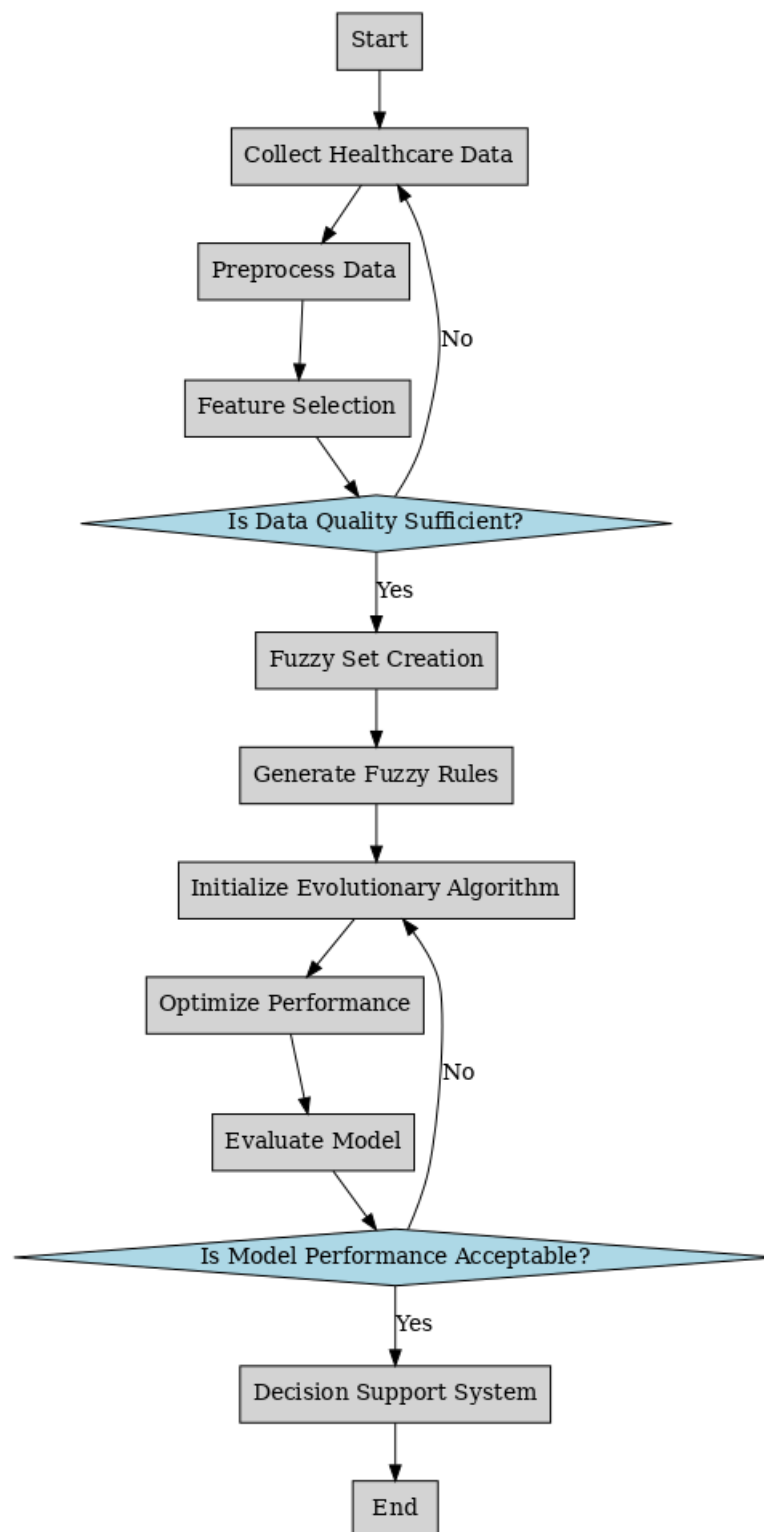 Start
Collect Healthcare Data
Preprocess Data
No
Feature Selection
Is Data Quality Sufficient?
Yes
Fuzzy Set Creation
Generate Fuzzy Rules
Initialize Evolutionary Algorithm
Optimize Performance
No
Evaluate Model
Is Model Performance Acceptable?
Yes
Decision Support System
End